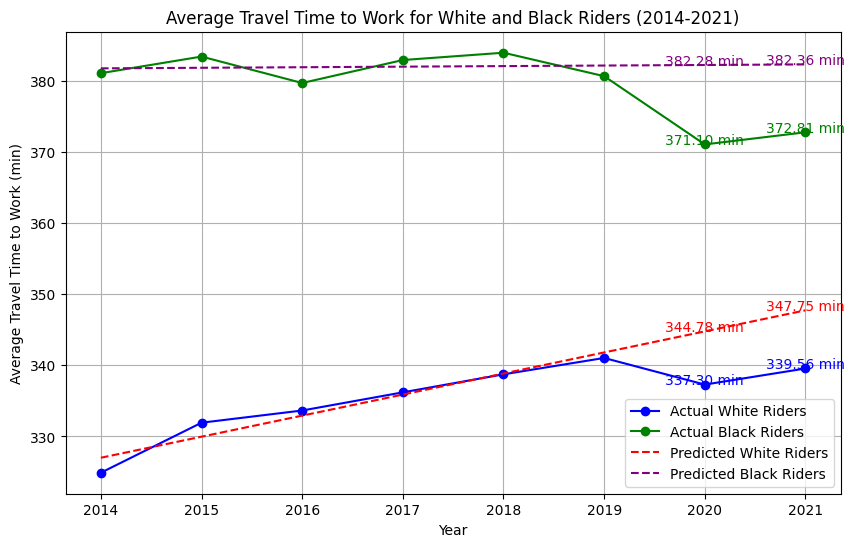 Average Travel Time to Work for White and Black Riders (2014-2021)
Average Travel Time to Work (min)
380
370
360
350
340
330
382.28 min
382.36 min
371.10 min
372.81 min
344.78 min
347.75 min
337.30 min
339.56 min
Actual White Riders
Actual Black Riders
Predicted White Riders
Predicted Black Riders
2014 2015 2016 2017 2018 2019 2020 2021
Year